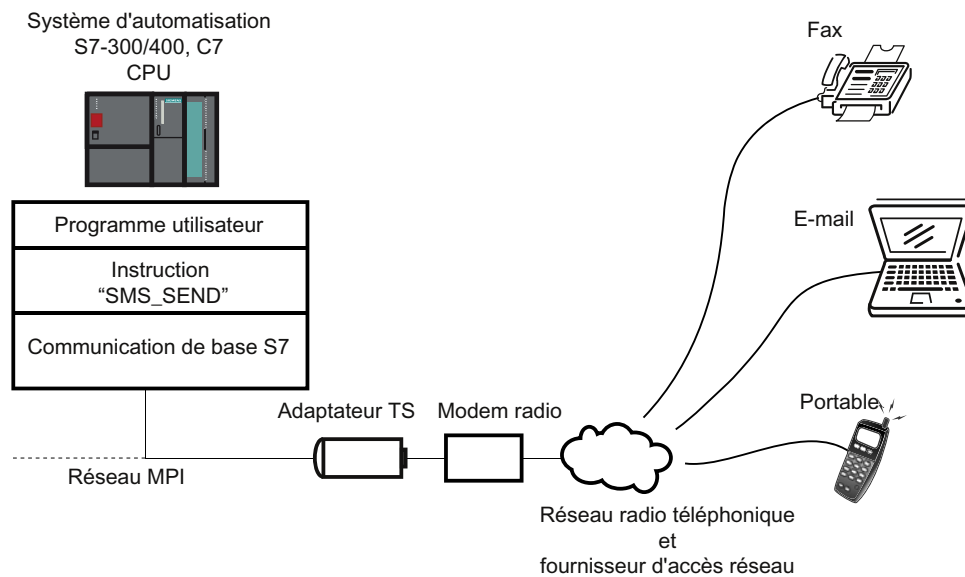 Système d'automatisation
S7-300/400, C7
CPU
Programme utilisateur
Instruction
“SMS_SEND”
Communication de base S7
Réseau MPI
Adaptateur TS
Modem radio
Réseau radio téléphonique
et
fournisseur d'accès réseau
Fax
E-mail
Portable